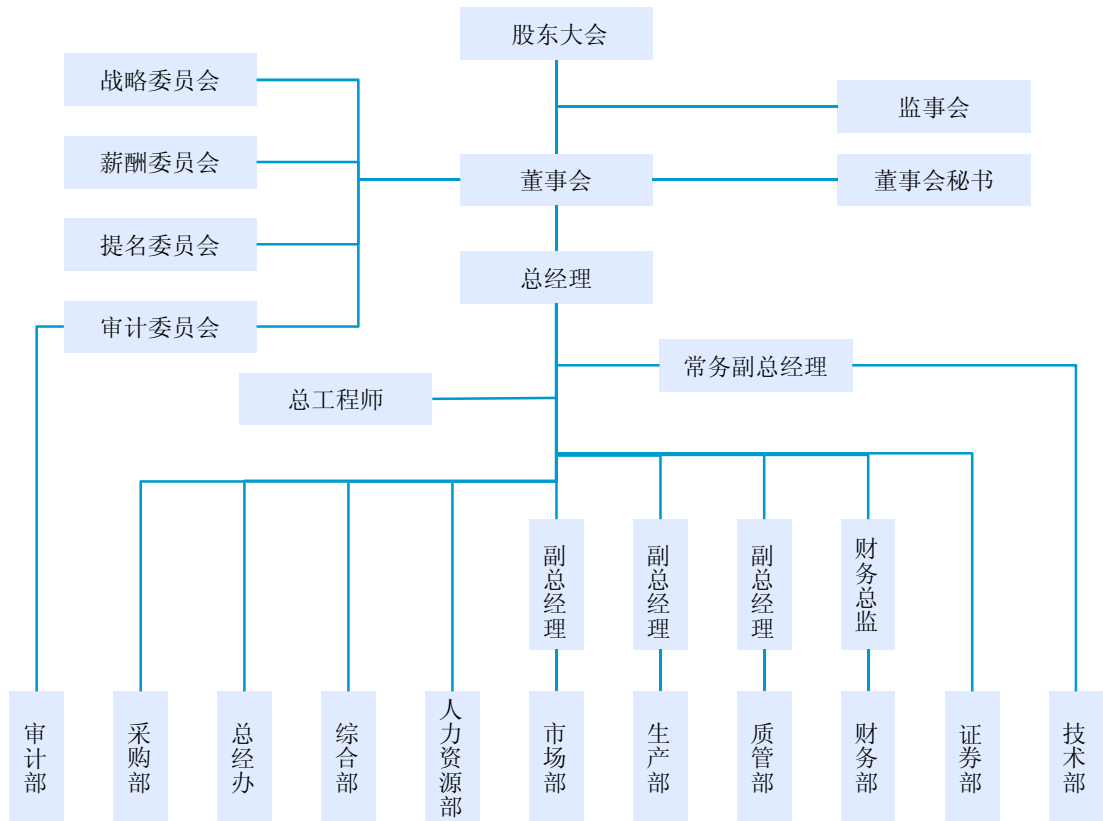 股东大会
战略委员会
监事会
薪酬委员会
董事会
董事会秘书
提名委员会
总经理
审计委员会
常务副总经理
总工程师
副总经理
副总经理
副总经理
财务总监
审计部
采购部
总经办
综合部
人力资源部
市场部
生产部
质管部
财务部
证券部
技术部